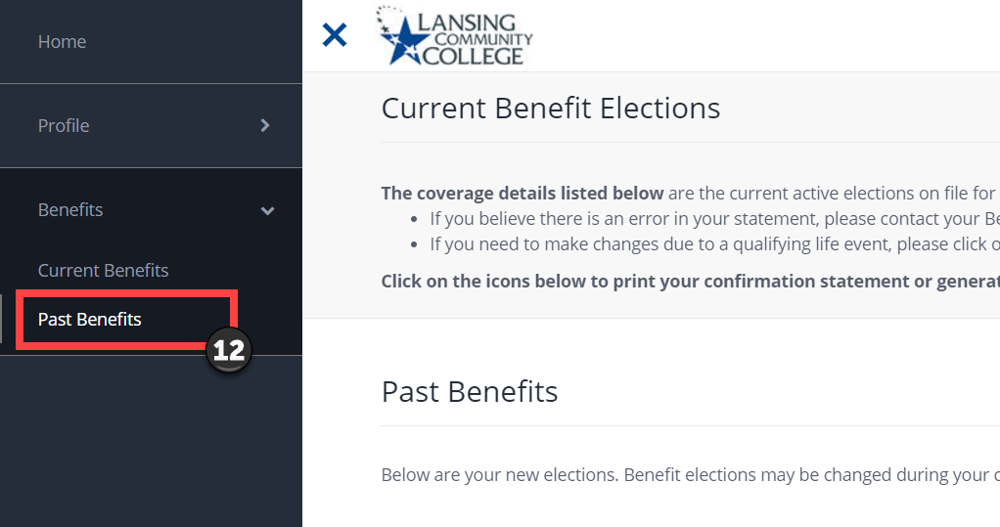 Home
Profile
Benefits
Current Benefits
Past Benefits
12
LANSING
COMMUNITY
COLLEGE
Current Benefit Elections
The coverage details listed below are the current active elections on file for
If you believe there is an error in your statement, please contact your
If you need to make changes due to a qualifying life event, please click
Click on the icons below to print your confirmation statement or
Past Benefits
Below are your new elections. Benefit elections may be changed during your